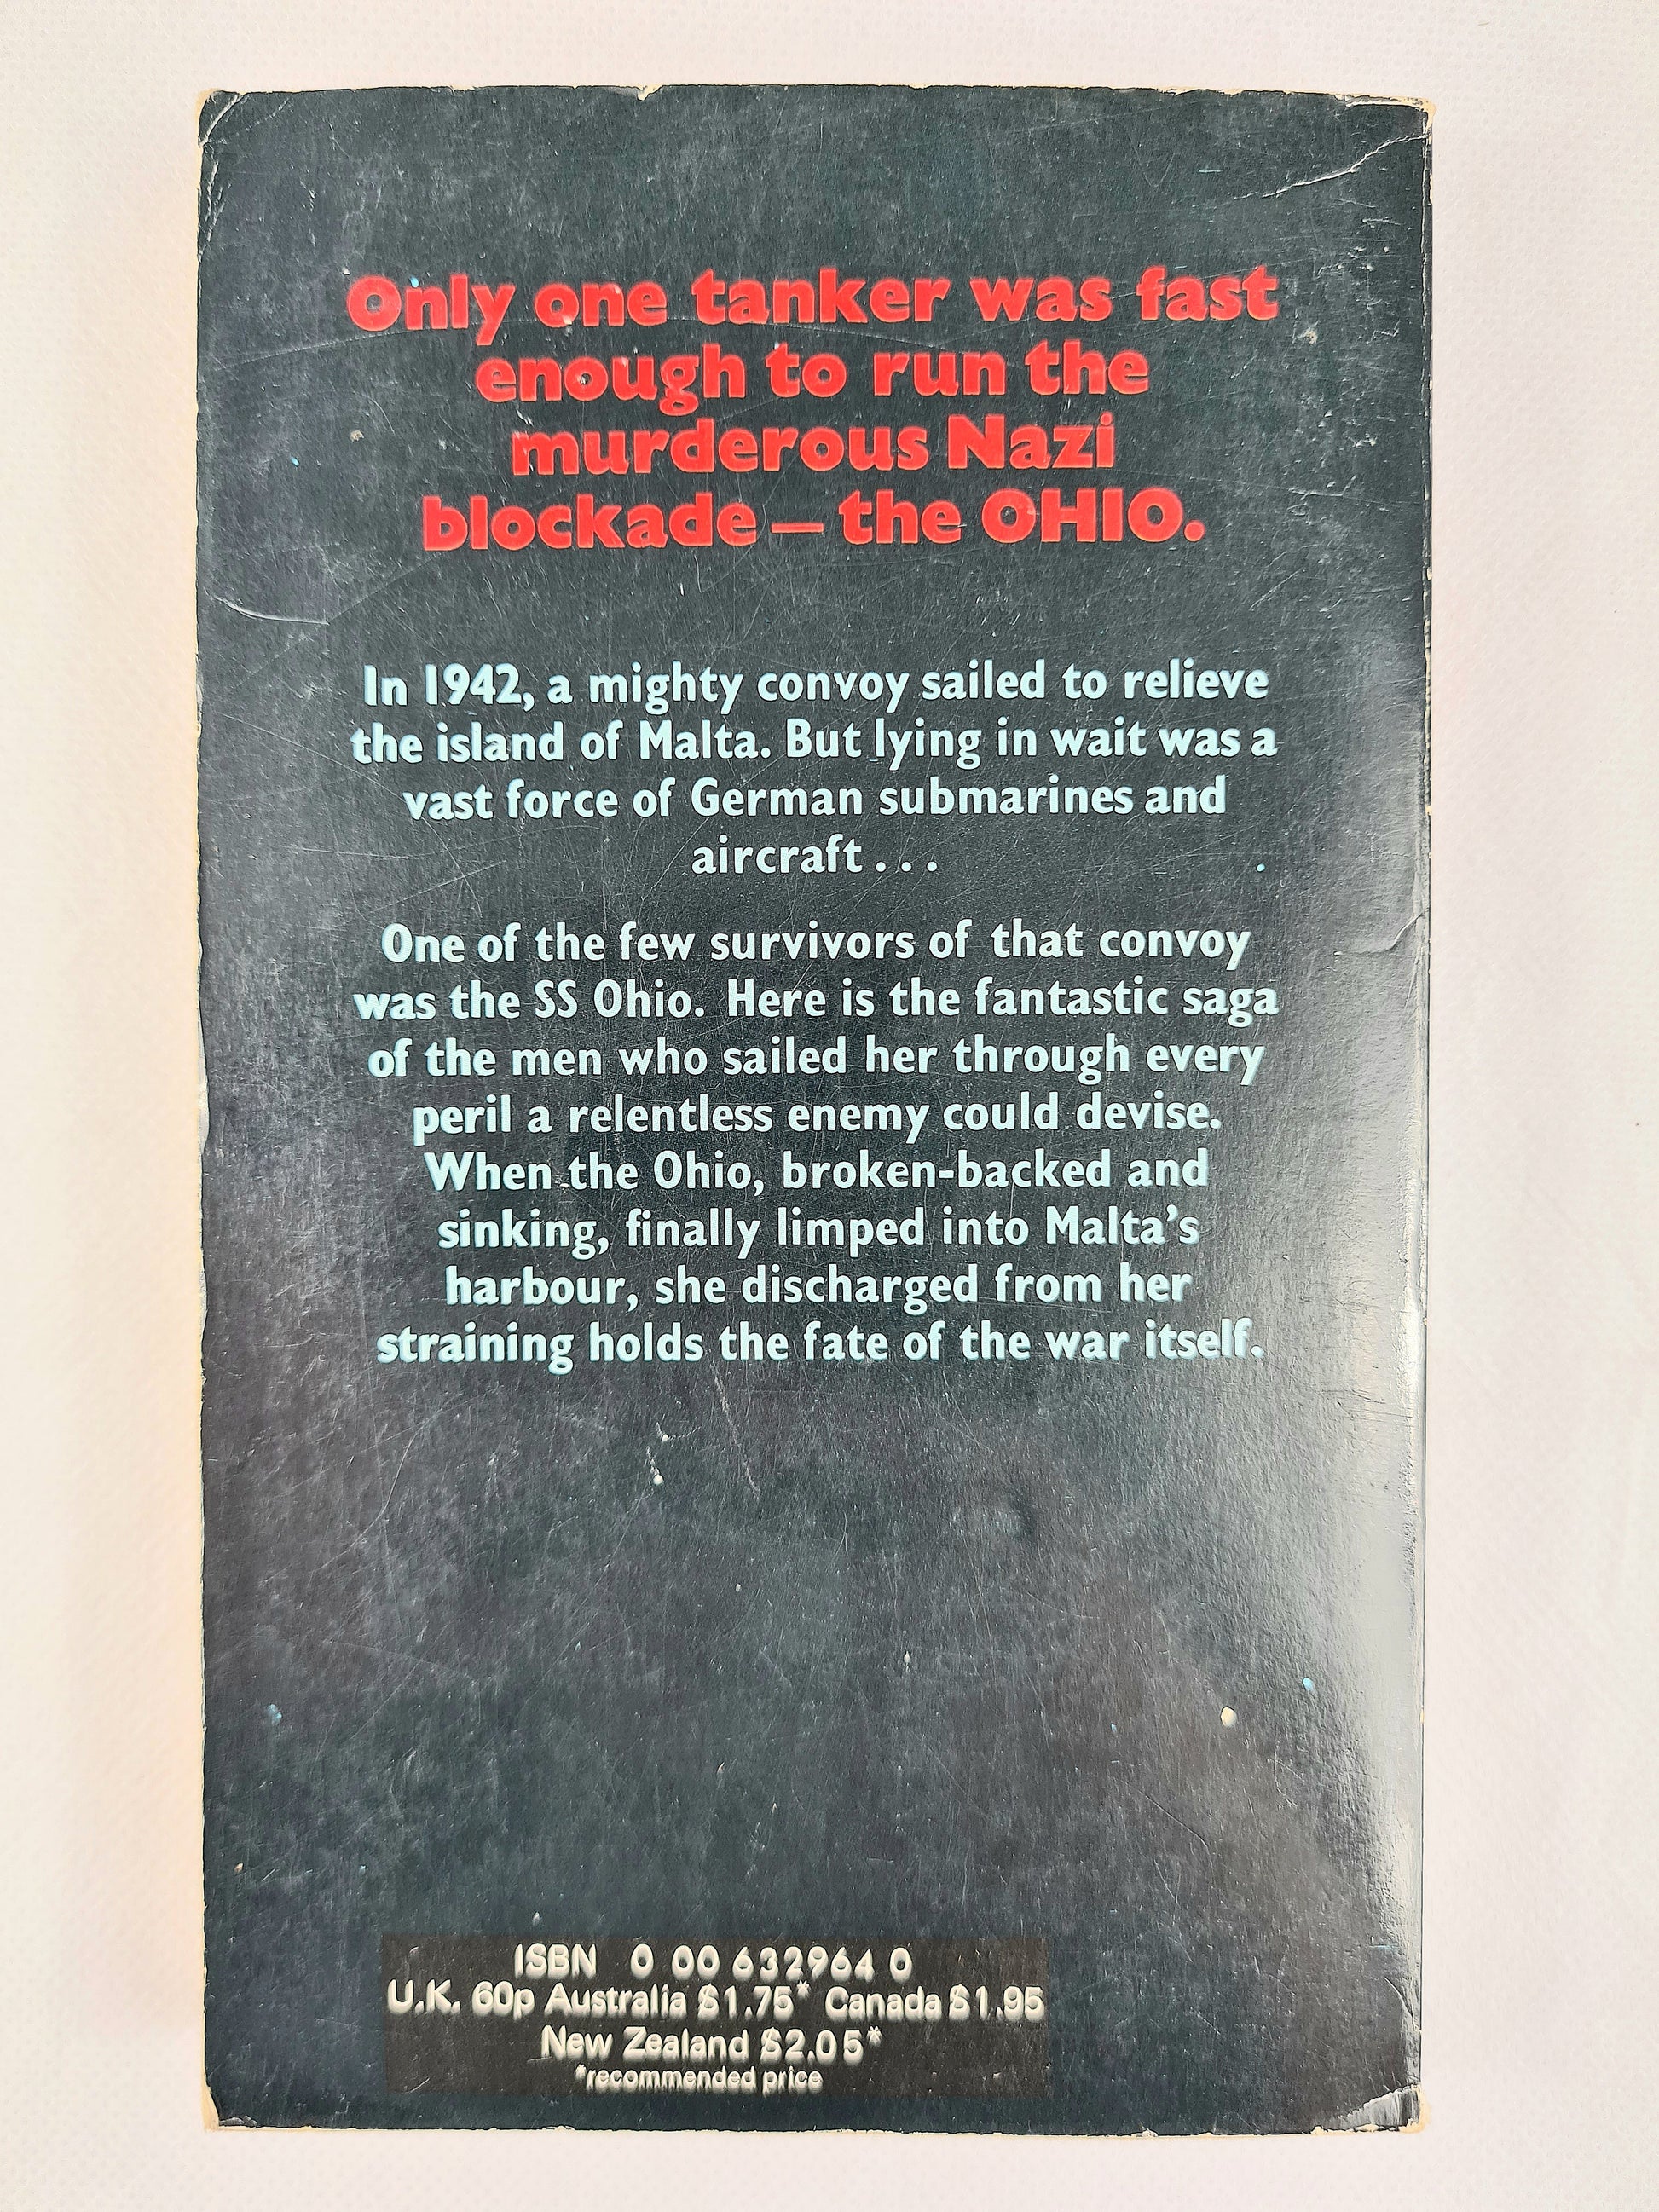 Only one tanker was fast
enough to run the
murderous Nazi
blockade — the OHIO.
In 1942, a mighty convoy sailed to relieve
the island of Malta. But lying in wait was a
vast force of German submarines and
aircraft . . .
One of the few survivors of that convoy
was the SS Ohio. Here is the fantastic saga
of the men who sailed her through every
peril a relentless enemy could devise.
When the Ohio, broken-backed and
sinking, finally limped into Malta's
harbour, she discharged from her
straining holds the fate of the war itself.
ISBN 0 00 632964 0
U.K. 60p Australia $1.75* Canada $1.95
New Zealand $2.05*
*recommended price